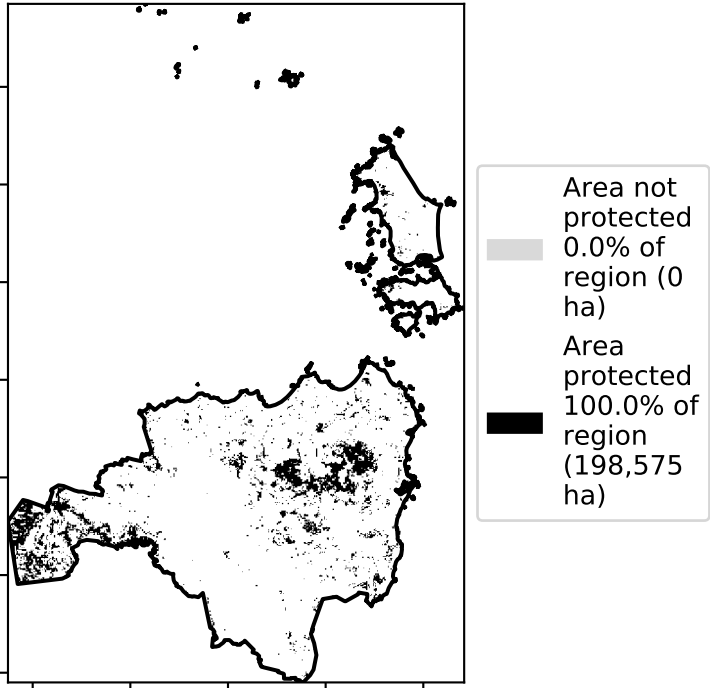 Area not
protected
0.0% of
region (0
ha)
Area
protected
100.0% of
region
(198,575
ha)